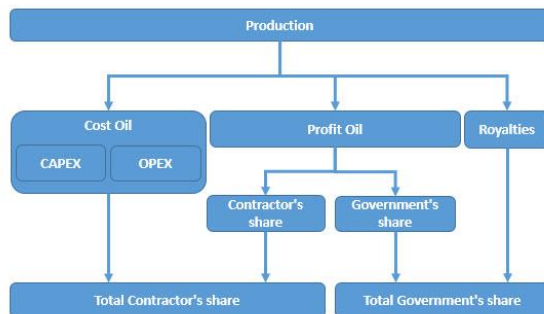 Production
Cost Oil
CAPEX
OPEX
Profit Oil
Royalties
Contractor's
share
Government's
share
Total Contractor's share
Total Government's share